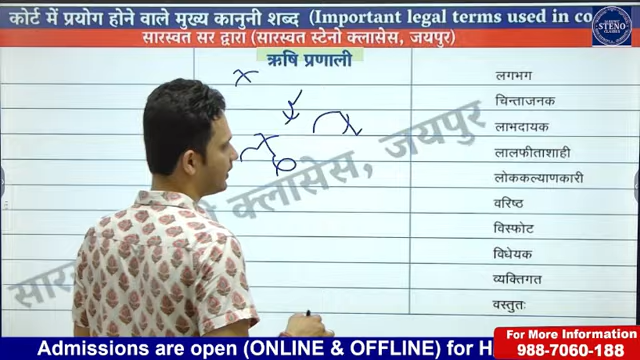 कोर्ट में प्रयोग होने वाले मुख्य कानूनी शब्द (Important legal terms used in co
STENO
CLASSES
सारस्वत सर द्वारा (सारस्वत स्टेनो क्लासेस, जयपुर)
ऋषि प्रणाली
लगभग
चिन्ताजनक
लाभदायक
लालफीताशाही
लोककल्याणकारी
वरिष्ठ
विस्फोट
विधेयक
व्यक्तिगत
वस्तुतः
क्लासेस, जयपुर
Admissions are open (ONLINE & OFFLINE) for H
For More Information
988-7060-188